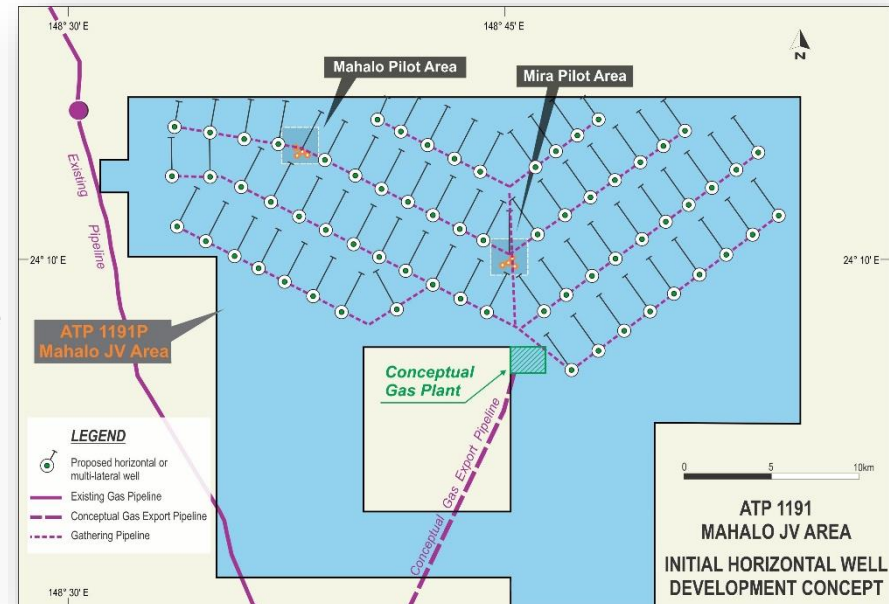 148° 30' E
148° 45' E
N
Mahalo Pilot Area
Mira Pilot Area
Existing
Pipeline
24° 10' E
24° 10' E
ATP 1191P
Mahalo JV Area
Conceptual
Gas Plant
Conceptual Gas Export Pipeline
LEGEND
Proposed horizontal or
multi-lateral well
Existing Gas Pipeline
Conceptual Gas Export Pipeline
Gathering Pipeline
0 5 10km
ATP 1191
MAHALO JV AREA
INITIAL HORIZONTAL WELL
DEVELOPMENT CONCEPT
148° 30' E
148° 45' E